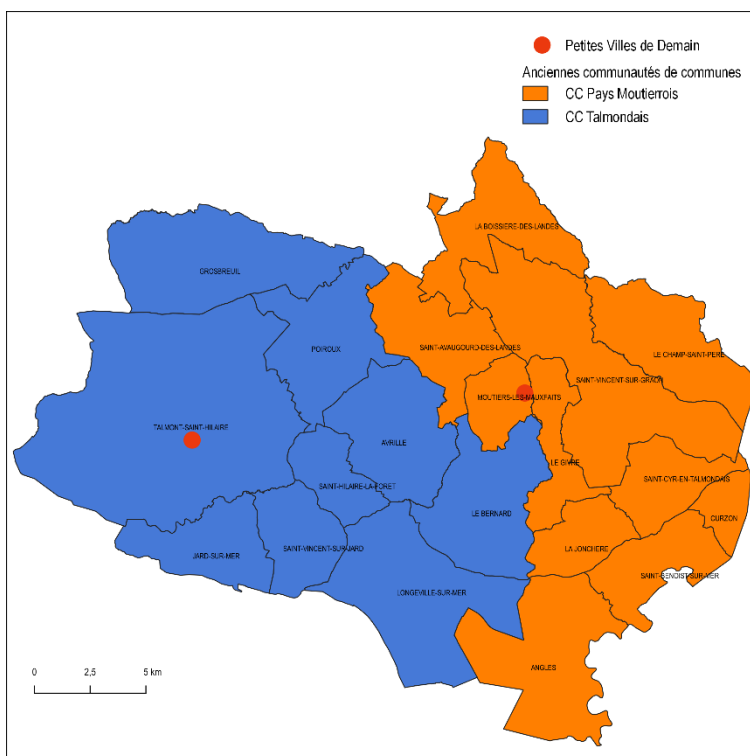 Petites Villes de Demain
Anciennes communautés de communes
CC Pays Moutierrois
CC Talmondais
LA BOISSIERE-DES-LANDES
GROSBREUIL
SAINT-AVAUGOURD-DES-LANDES
POIROUX
LE CHAMP-SAINT-PERE
SAINT-VINCENT-SUR-GRAON
MOUTIERS-LES-MAUXFAITS
TALMONT-SAINT-HILAIRE
AVRILLE
LE GIVRE
SAINT-CYR-EN-TALMONDAIS
SAINT-HILAIRE-LA-FORET
LE BERNARD
CURZON
LA JONCHERE
JARD-SUR-MER
SAINT-VINCENT-SUR-JARD
SAINT-BENOIST-SUR-MER
LONGEVILLE-SUR-MER
ANGLES
0 2,5 5 km